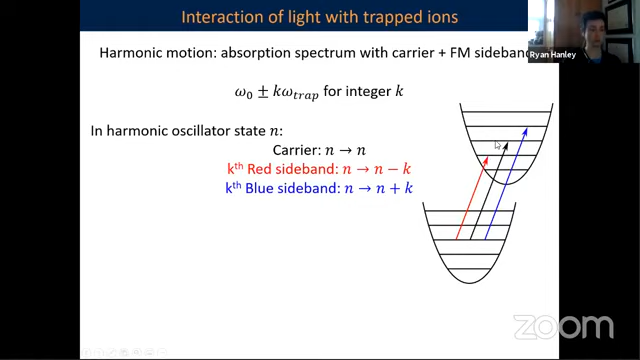 Interaction of light with trapped ions
Ryan Hanley
Harmonic motion: absorption spectrum with carrier + FM sideband
ω₀ ± kω_trap for integer k
In harmonic oscillator state n:
Carrier: n → n
kᵗʰ Red sideband: n → n − k
kᵗʰ Blue sideband: n → n + k
zoom